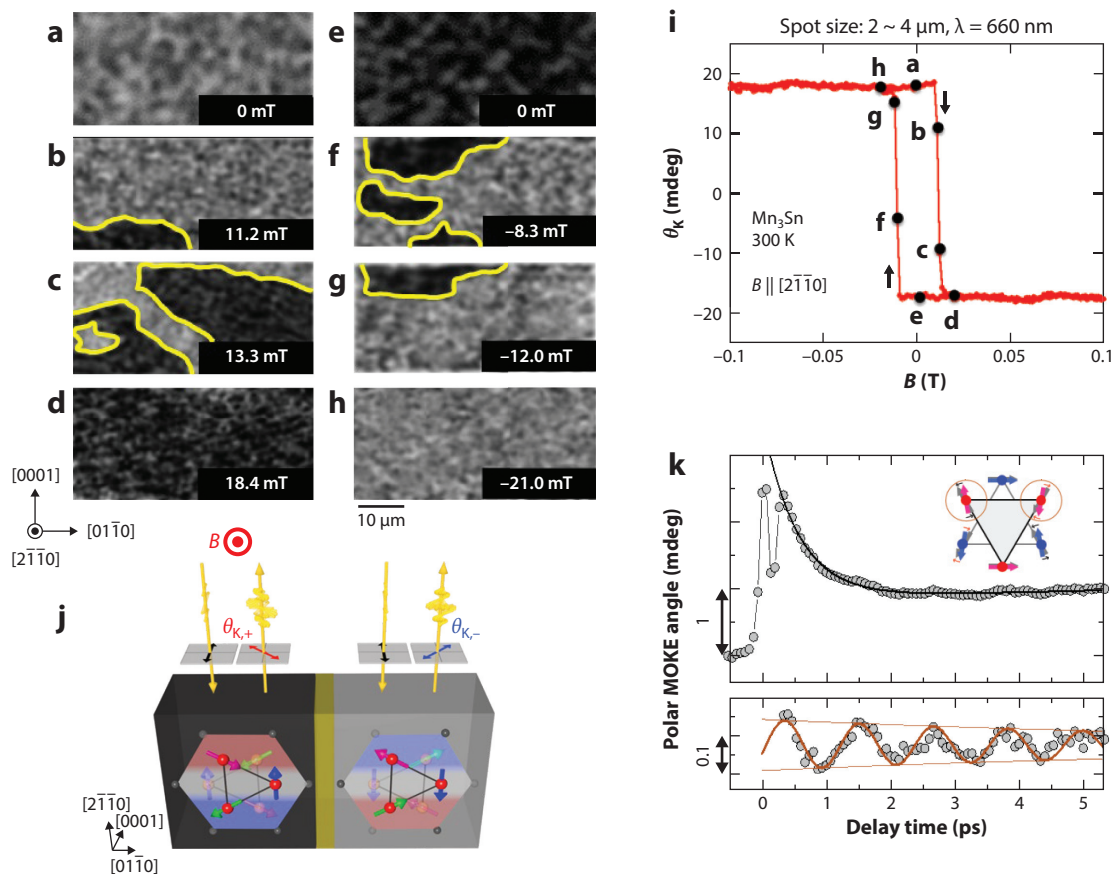 a
0 mT
b
11.2 mT
c
13.3 mT
d
18.4 mT
e
0 mT
f
–8.3 mT
g
–12.0 mT
h
–21.0 mT
10 μm
[0001]
[011̄0]
[21̄1̄0]
i
Spot size: 2 ~ 4 μm, λ = 660 nm
θK (mdeg)
20
10
0
–10
–20
h
a
g
b
f
c
e
d
Mn₃Sn
300 K
B || [21̄1̄0]
–0.1
–0.05
0
0.05
0.1
B (T)
j
B
θK,+
θK,–
[21̄1̄0]
[0001]
[011̄0]
k
Polar MOKE angle (mdeg)
1
0.1
0
1
2
3
4
5
Delay time (ps)